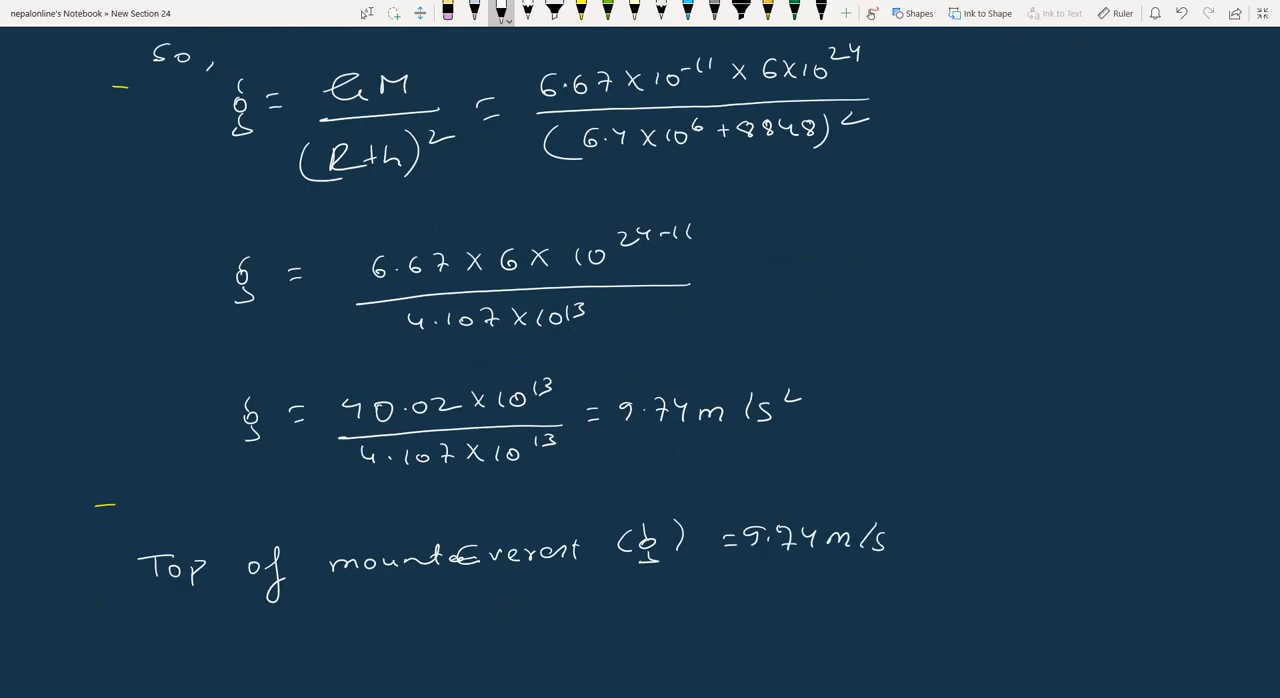 nepalonline's Notebook » New Section 24
Shapes Ink to Shape Ink to Text Ruler
So,
g = GM / (R+h)² = 6.67 × 10⁻¹¹ × 6×10²⁴ / (6.4 × 10⁶ + 8848)²
g = 6.67 × 6 × 10²⁴⁻¹¹ / 4.107 × 10¹³
g = 40.02 × 10¹³ / 4.107 × 10¹³ = 9.74 m/s²
Top of mount Everest (g) = 9.74 m/s